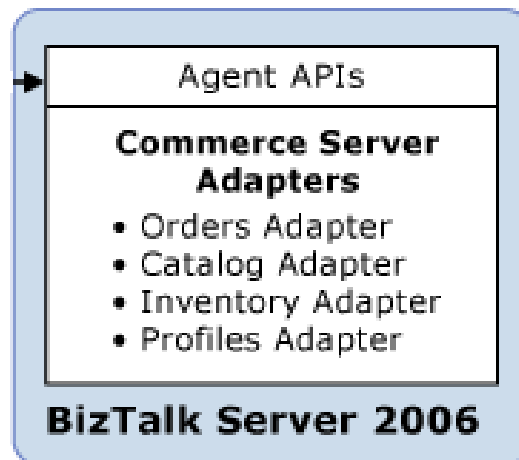 Agent APIs
Commerce Server
Adapters
• Orders Adapter
• Catalog Adapter
• Inventory Adapter
• Profiles Adapter
BizTalk Server 2006